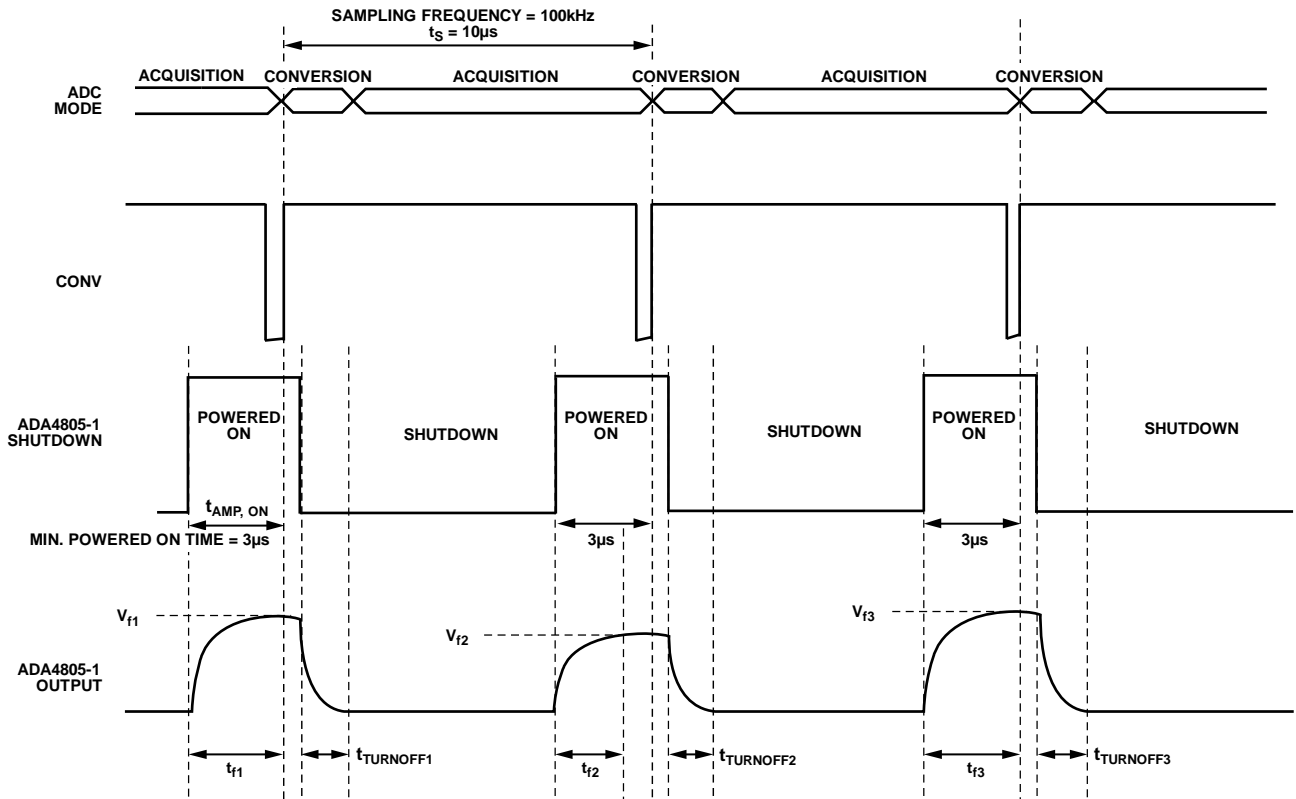 SAMPLING FREQUENCY = 100kHz
tS = 10µs
ACQUISITION CONVERSION ACQUISITION CONVERSION ACQUISITION CONVERSION
ADC
MODE
CONV
ADA4805-1
SHUTDOWN
POWERED
ON
SHUTDOWN
POWERED
ON
SHUTDOWN
POWERED
ON
SHUTDOWN
tAMP, ON
MIN. POWERED ON TIME = 3µs
3µs
3µs
Vf1
Vf2
Vf3
ADA4805-1
OUTPUT
tf1
tTURNOFF1
tf2
tTURNOFF2
tf3
tTURNOFF3